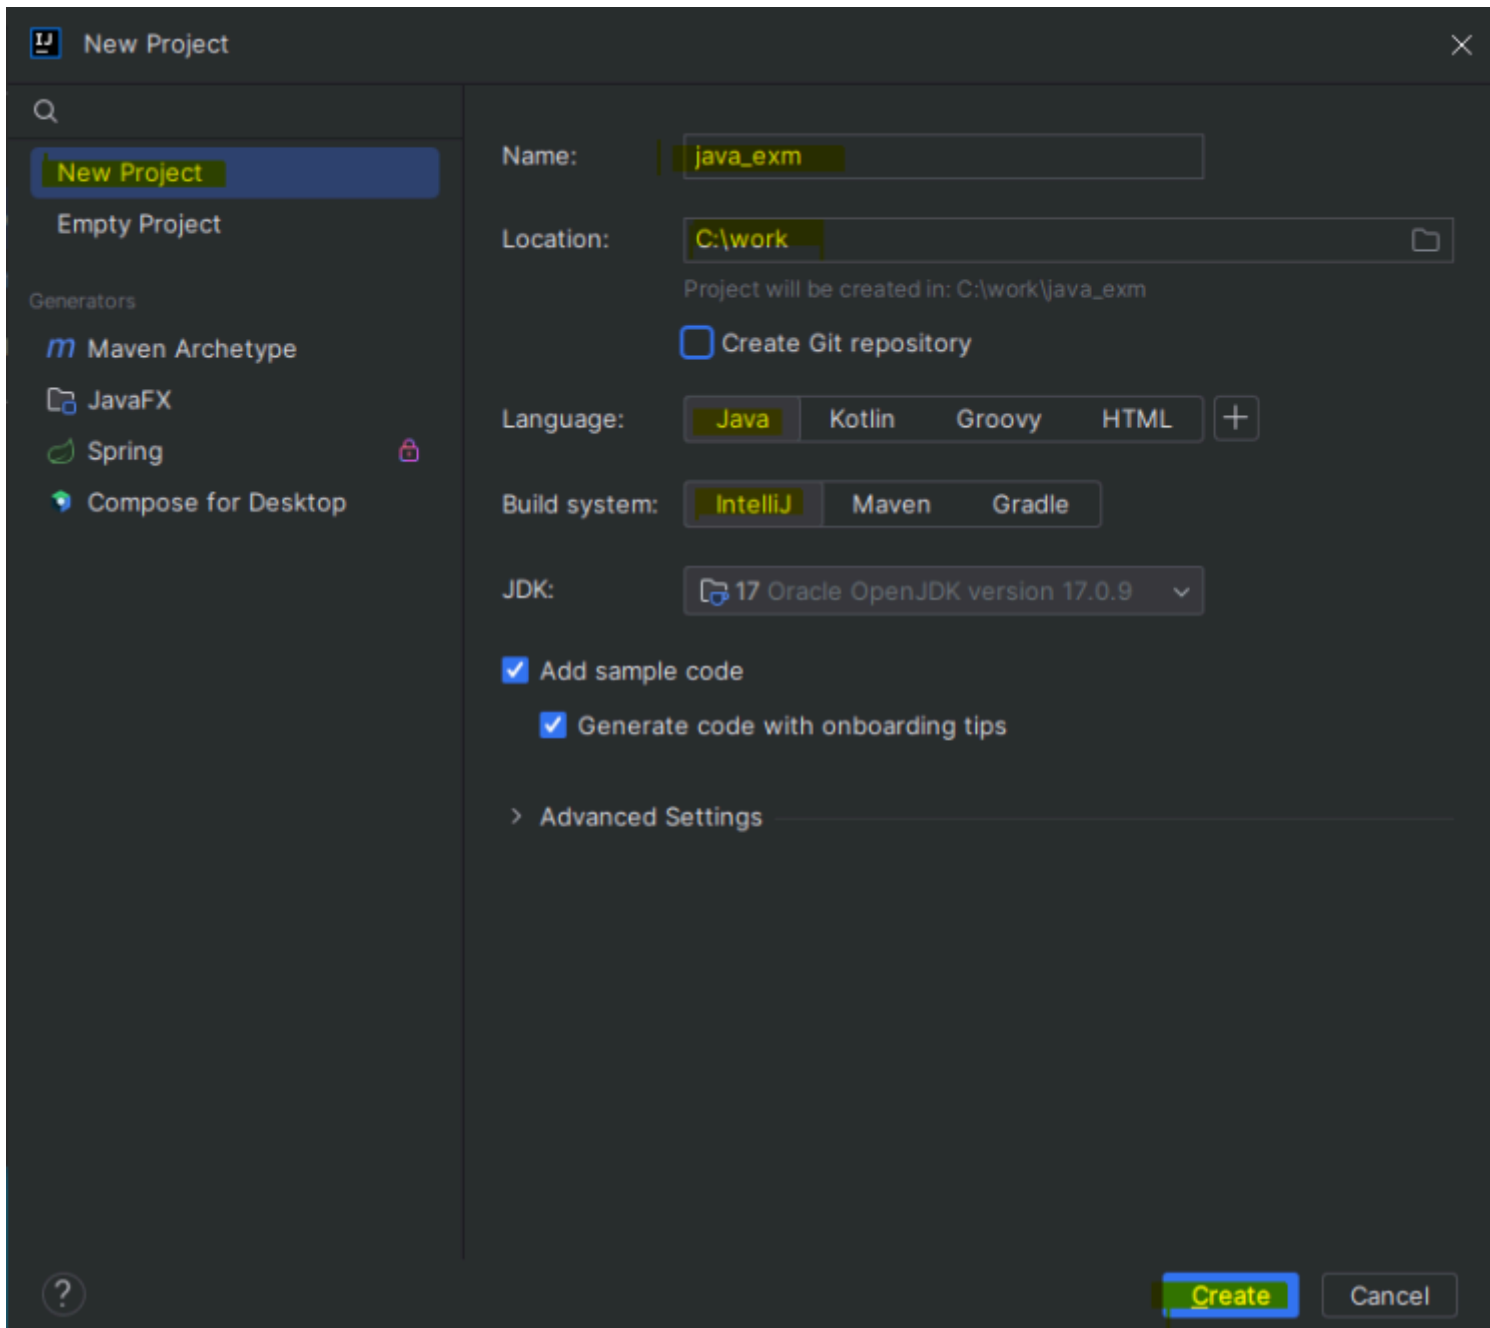 IJ New Project
New Project
Empty Project
Generators
m Maven Archetype
JavaFX
Spring
Compose for Desktop
Name: java_exm
Location: C:\work
Project will be created in: C:\work\java_exm
Create Git repository
Language: Java Kotlin Groovy HTML +
Build system: IntelliJ Maven Gradle
JDK: 17 Oracle OpenJDK version 17.0.9
Add sample code
Generate code with onboarding tips
Advanced Settings
? Create Cancel